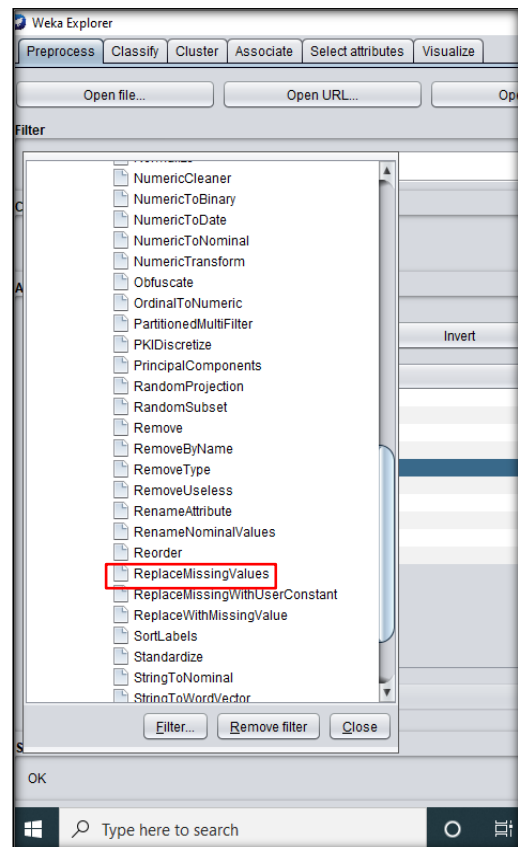 Weka Explorer
Preprocess Classify Cluster Associate Select attributes Visualize
Open file... Open URL... Ope
Filter
NumericCleaner
NumericToBinary
C
NumericToDate
NumericToNominal
NumericTransform
Obfuscate
A
OrdinalToNumeric
PartitionedMultiFilter
PKIDiscretize
Invert
PrincipalComponents
RandomProjection
RandomSubset
Remove
RemoveByName
RemoveType
RemoveUseless
RenameAttribute
RenameNominalValues
Reorder
ReplaceMissingValues
ReplaceMissingWithUserConstant
ReplaceWithMissingValue
SortLabels
Standardize
StringToNominal
StringToWordVector
Filter... Remove filter Close
S
OK
Type here to search